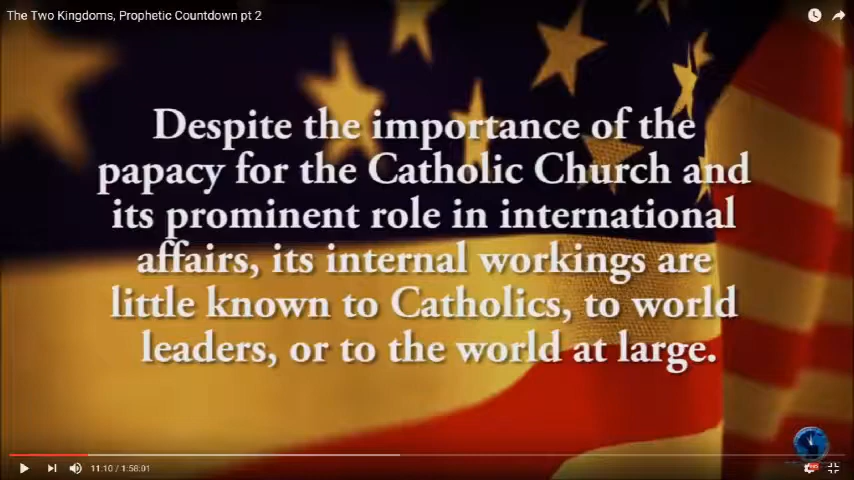 The Two Kingdoms, Prophetic Countdown pt 2
Despite the importance of the
papacy for the Catholic Church and
its prominent role in international
affairs, its internal workings are
little known to Catholics, to world
leaders, or to the world at large.
11:10 / 1:56:01